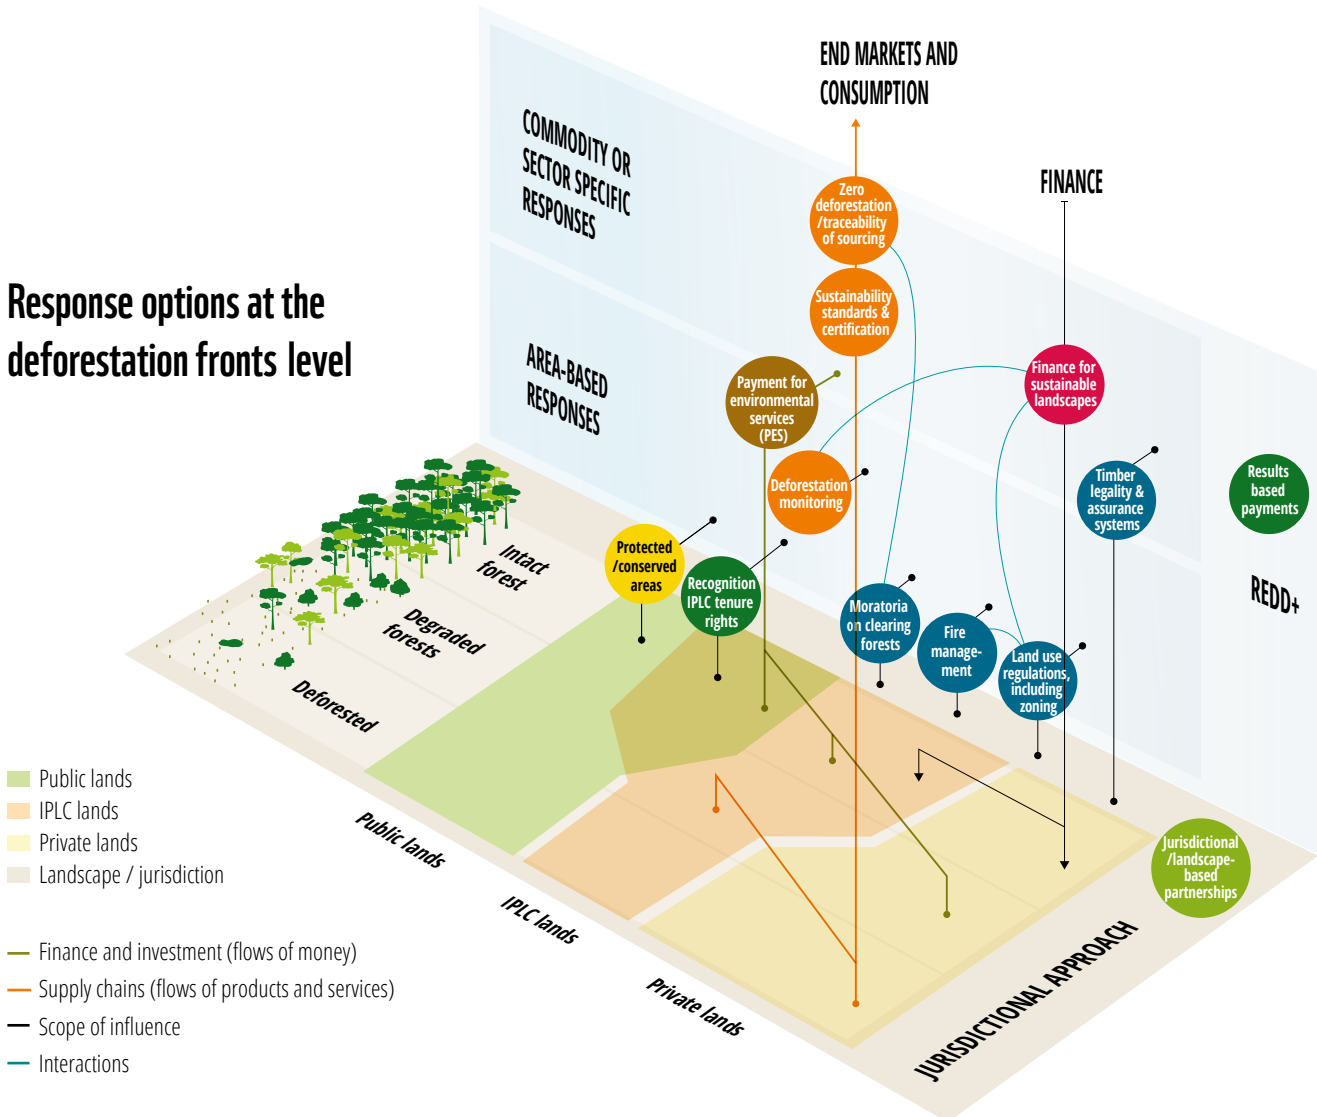 END MARKETS AND
CONSUMPTION
COMMODITY OR
SECTOR SPECIFIC
RESPONSES
FINANCE
Zero
deforestation
/traceability
of sourcing
Response options at the
deforestation fronts level
Sustainability
standards &
certification
AREA-BASED
RESPONSES
Payment for
environmental
services
(PES)
Finance for
sustainable
landscapes
Deforestation
monitoring
Timber
legality &
assurance
systems
Results
based
payments
Intact
forest
Protected
/conserved
areas
Recognition
IPLC tenure
rights
REDD+
Degraded
forests
Moratoria
on clearing
forests
Fire
manage-
ment
Land use
regulations,
including
zoning
Deforested
Public lands
IPLC lands
Private lands
Landscape / jurisdiction
Public lands
IPLC lands
Private lands
Jurisdictional
/landscape-
based
partnerships
JURISDICTIONAL APPROACH
Finance and investment (flows of money)
Supply chains (flows of products and services)
Scope of influence
Interactions